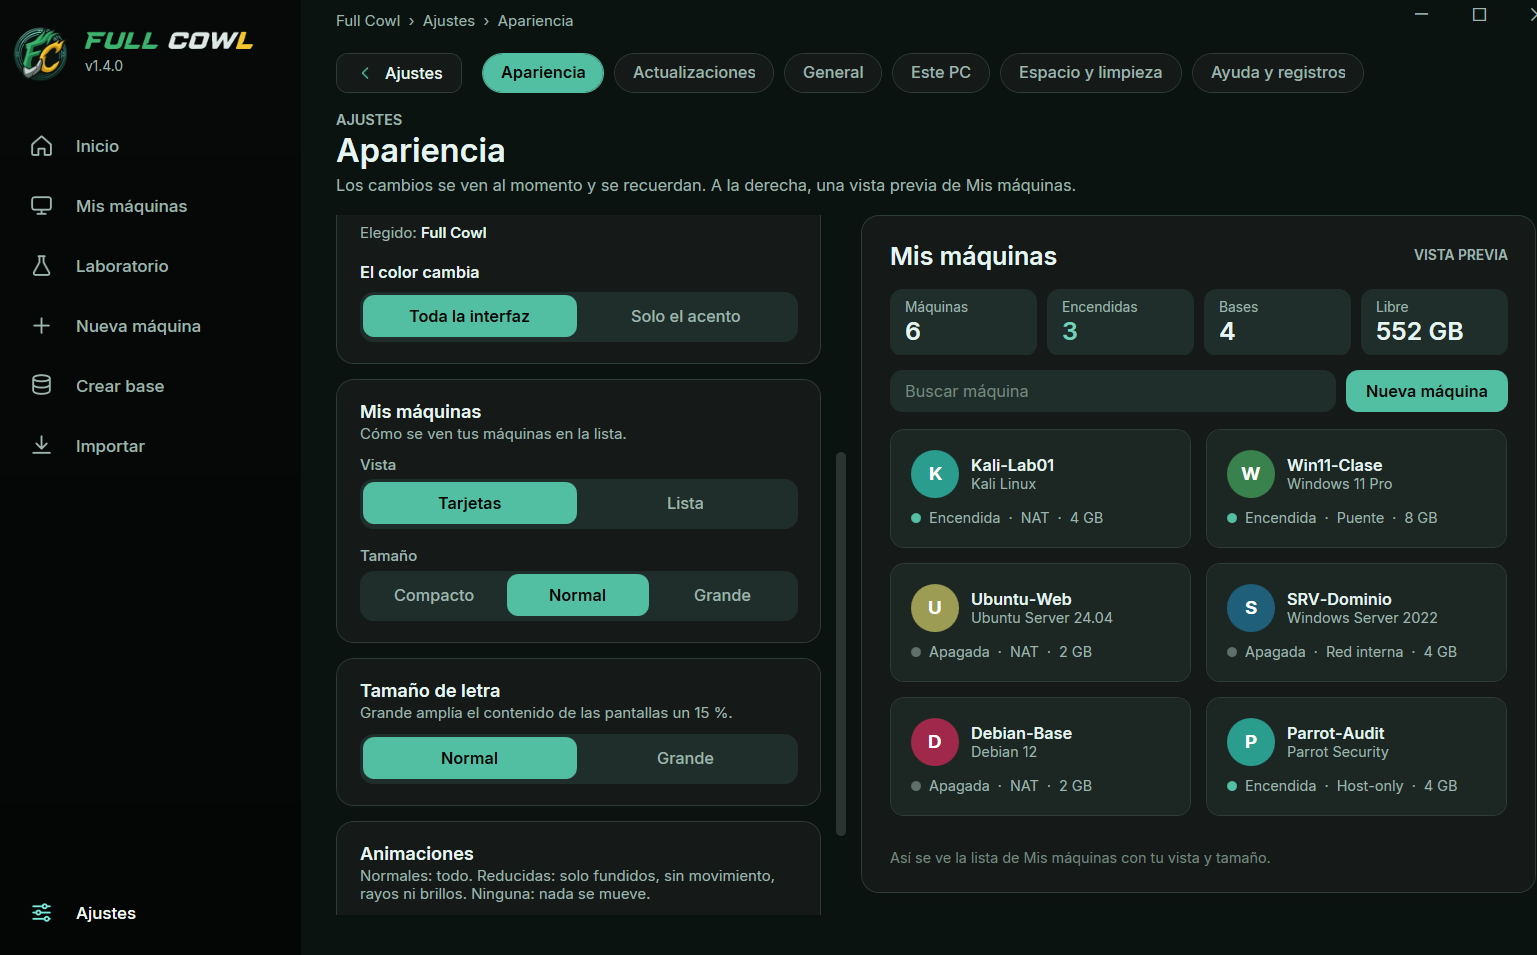 FULL COWL
v1.4.0
Inicio
Mis máquinas
Laboratorio
Nueva máquina
Crear base
Importar
Ajustes
Full Cowl › Ajustes › Apariencia
Ajustes
Apariencia
Actualizaciones
General
Este PC
Espacio y limpieza
Ayuda y registros
AJUSTES
Apariencia
Los cambios se ven al momento y se recuerdan. A la derecha, una vista previa de Mis máquinas.
Elegido: Full Cowl
El color cambia
Toda la interfaz
Solo el acento
Mis máquinas
Cómo se ven tus máquinas en la lista.
Vista
Tarjetas
Lista
Tamaño
Compacto
Normal
Grande
Tamaño de letra
Grande amplía el contenido de las pantallas un 15 %.
Normal
Grande
Animaciones
Normales: todo. Reducidas: solo fundidos, sin movimiento,
rayos ni brillos. Ninguna: nada se mueve.
Mis máquinas
VISTA PREVIA
Máquinas
6
Encendidas
3
Bases
4
Libre
552 GB
Buscar máquina
Nueva máquina
K
Kali-Lab01
Kali Linux
Encendida · NAT · 4 GB
W
Win11-Clase
Windows 11 Pro
Encendida · Puente · 8 GB
U
Ubuntu-Web
Ubuntu Server 24.04
Apagada · NAT · 2 GB
S
SRV-Dominio
Windows Server 2022
Apagada · Red interna · 4 GB
D
Debian-Base
Debian 12
Apagada · NAT · 2 GB
P
Parrot-Audit
Parrot Security
Encendida · Host-only · 4 GB
Así se ve la lista de Mis máquinas con tu vista y tamaño.